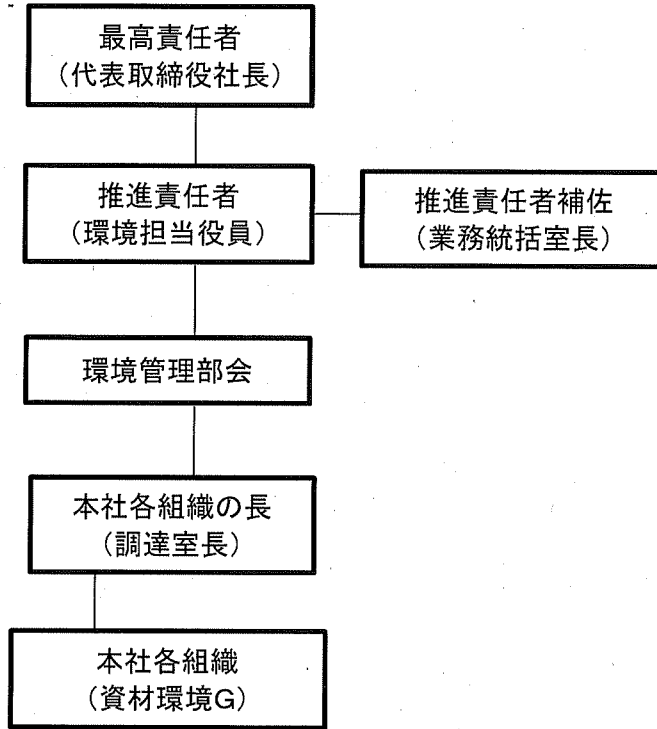 最高責任者
（代表取締役社長）
推進責任者
（環境担当役員）
推進責任者補佐
（業務統括室長）
環境管理部会
本社各組織の長
（調達室長）
本社各組織
（資材環境G）